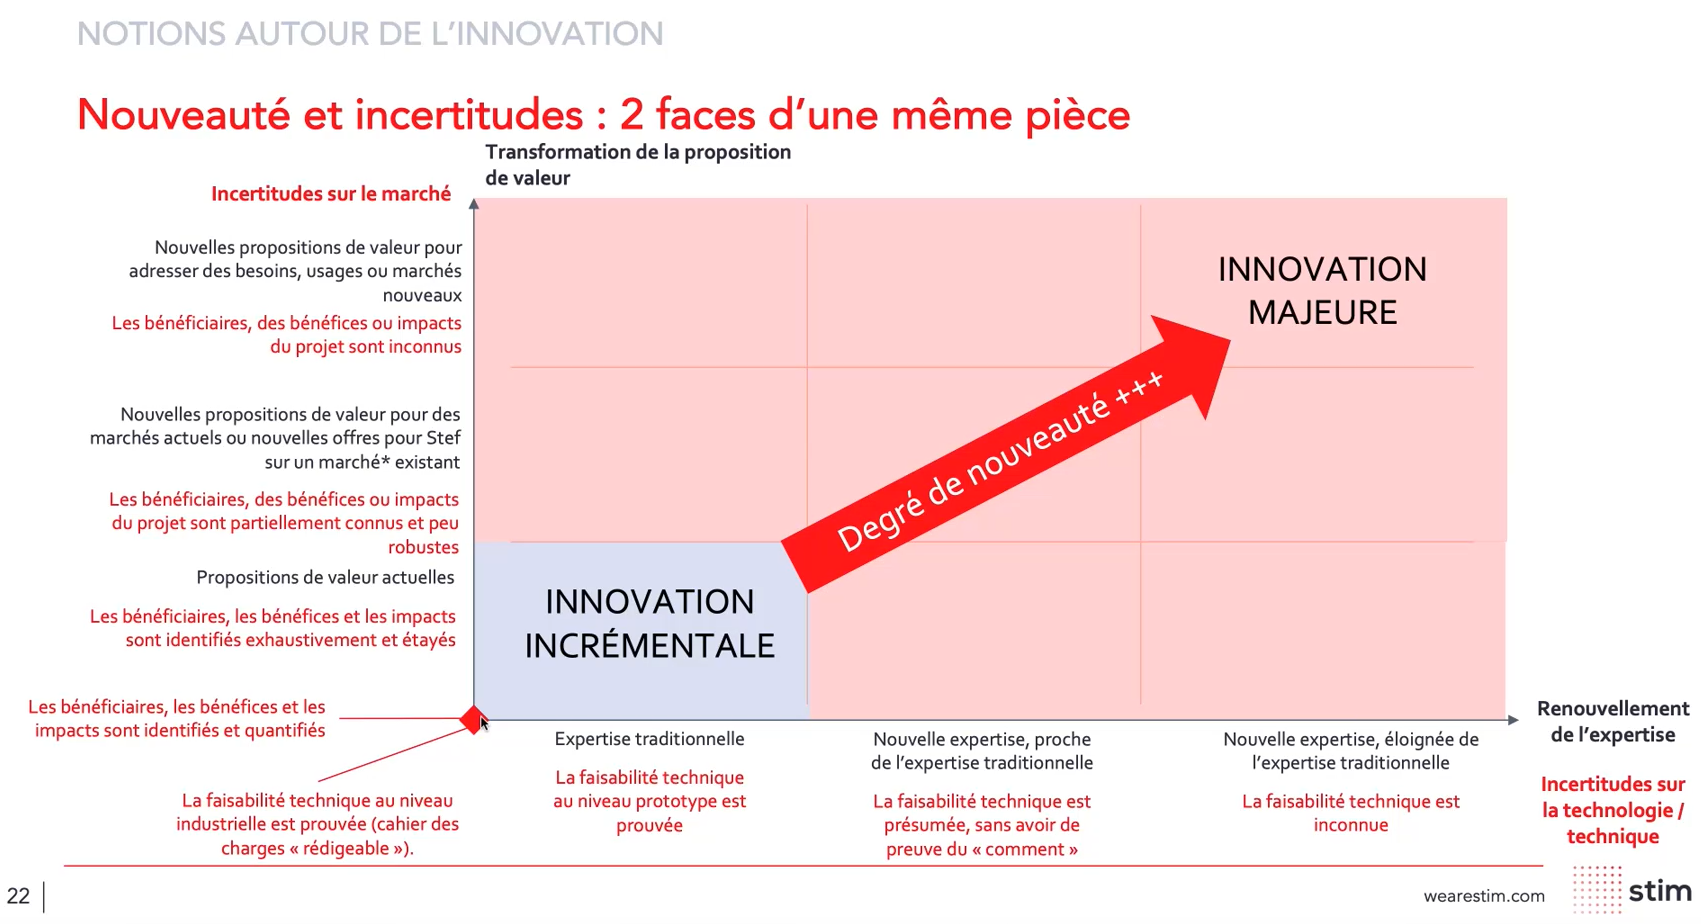 NOTIONS AUTOUR DE L’INNOVATION
Nouveauté et incertitudes : 2 faces d’une même pièce
Transformation de la proposition
de valeur
Incertitudes sur le marché
Nouvelles propositions de valeur pour
adresser des besoins, usages ou marchés
nouveaux
Les bénéficiaires, des bénéfices ou impacts
du projet sont inconnus
Nouvelles propositions de valeur pour des
marchés actuels ou nouvelles offres pour Stef
sur un marché* existant
Les bénéficiaires, des bénéfices ou impacts
du projet sont partiellement connus et peu
robustes
Propositions de valeur actuelles
Les bénéficiaires, les bénéfices et les impacts
sont identifiés exhaustivement et étayés
Les bénéficiaires, les bénéfices et les
impacts sont identifiés et quantifiés
La faisabilité technique au niveau
industrielle est prouvée (cahier des
charges « rédigeable »).
INNOVATION
MAJEURE
Degré de nouveauté +++
INNOVATION
INCRÉMENTALE
Expertise traditionnelle
La faisabilité technique
au niveau prototype est
prouvée
Nouvelle expertise, proche
de l’expertise traditionnelle
La faisabilité technique est
présumée, sans avoir de
preuve du « comment »
Nouvelle expertise, éloignée de
l’expertise traditionnelle
La faisabilité technique est
inconnue
Renouvellement
de l’expertise
Incertitudes sur
la technologie /
technique
22
wearestim.com
stim